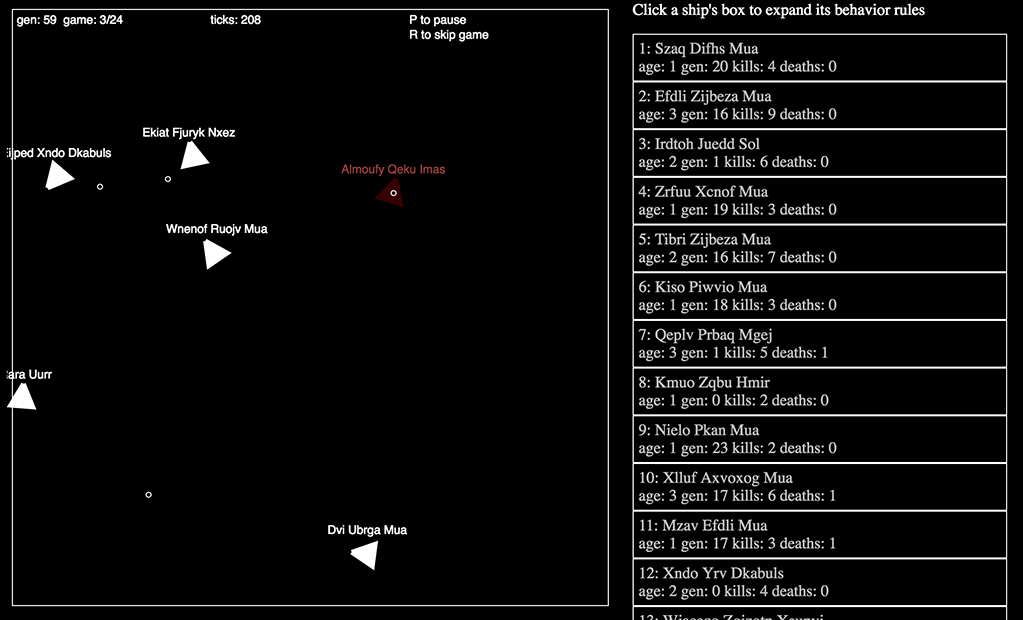 gen: 59 game: 3/24
ticks: 208
P to pause
R to skip game
Ekiat Fjuryk Nxez
Xndo Dkabuls
Almoufy Qeku Imas
Wnenof Ruojv Mua
Uurr
Dvi Ubrga Mua
Click a ship's box to expand its behavior rules
1: Szaq Difhs Mua
age: 1 gen: 20 kills: 4 deaths: 0
2: Efdli Zijbeza Mua
age: 3 gen: 16 kills: 9 deaths: 0
3: Irdtoh Juedd Sol
age: 2 gen: 1 kills: 6 deaths: 0
4: Zrfuu Xcnof Mua
age: 1 gen: 19 kills: 3 deaths: 0
5: Tibri Zijbeza Mua
age: 2 gen: 16 kills: 7 deaths: 0
6: Kiso Piwvio Mua
age: 1 gen: 18 kills: 3 deaths: 0
7: Qeplv Prbaq Mgej
age: 3 gen: 1 kills: 5 deaths: 1
8: Kmuo Zqbu Hmir
age: 1 gen: 0 kills: 2 deaths: 0
9: Nielo Pkan Mua
age: 1 gen: 23 kills: 2 deaths: 0
10: Xlluf Axvoxog Mua
age: 3 gen: 17 kills: 6 deaths: 1
11: Mzav Efdli Mua
age: 1 gen: 17 kills: 3 deaths: 1
12: Xndo Yrv Dkabuls
age: 2 gen: 0 kills: 4 deaths: 0